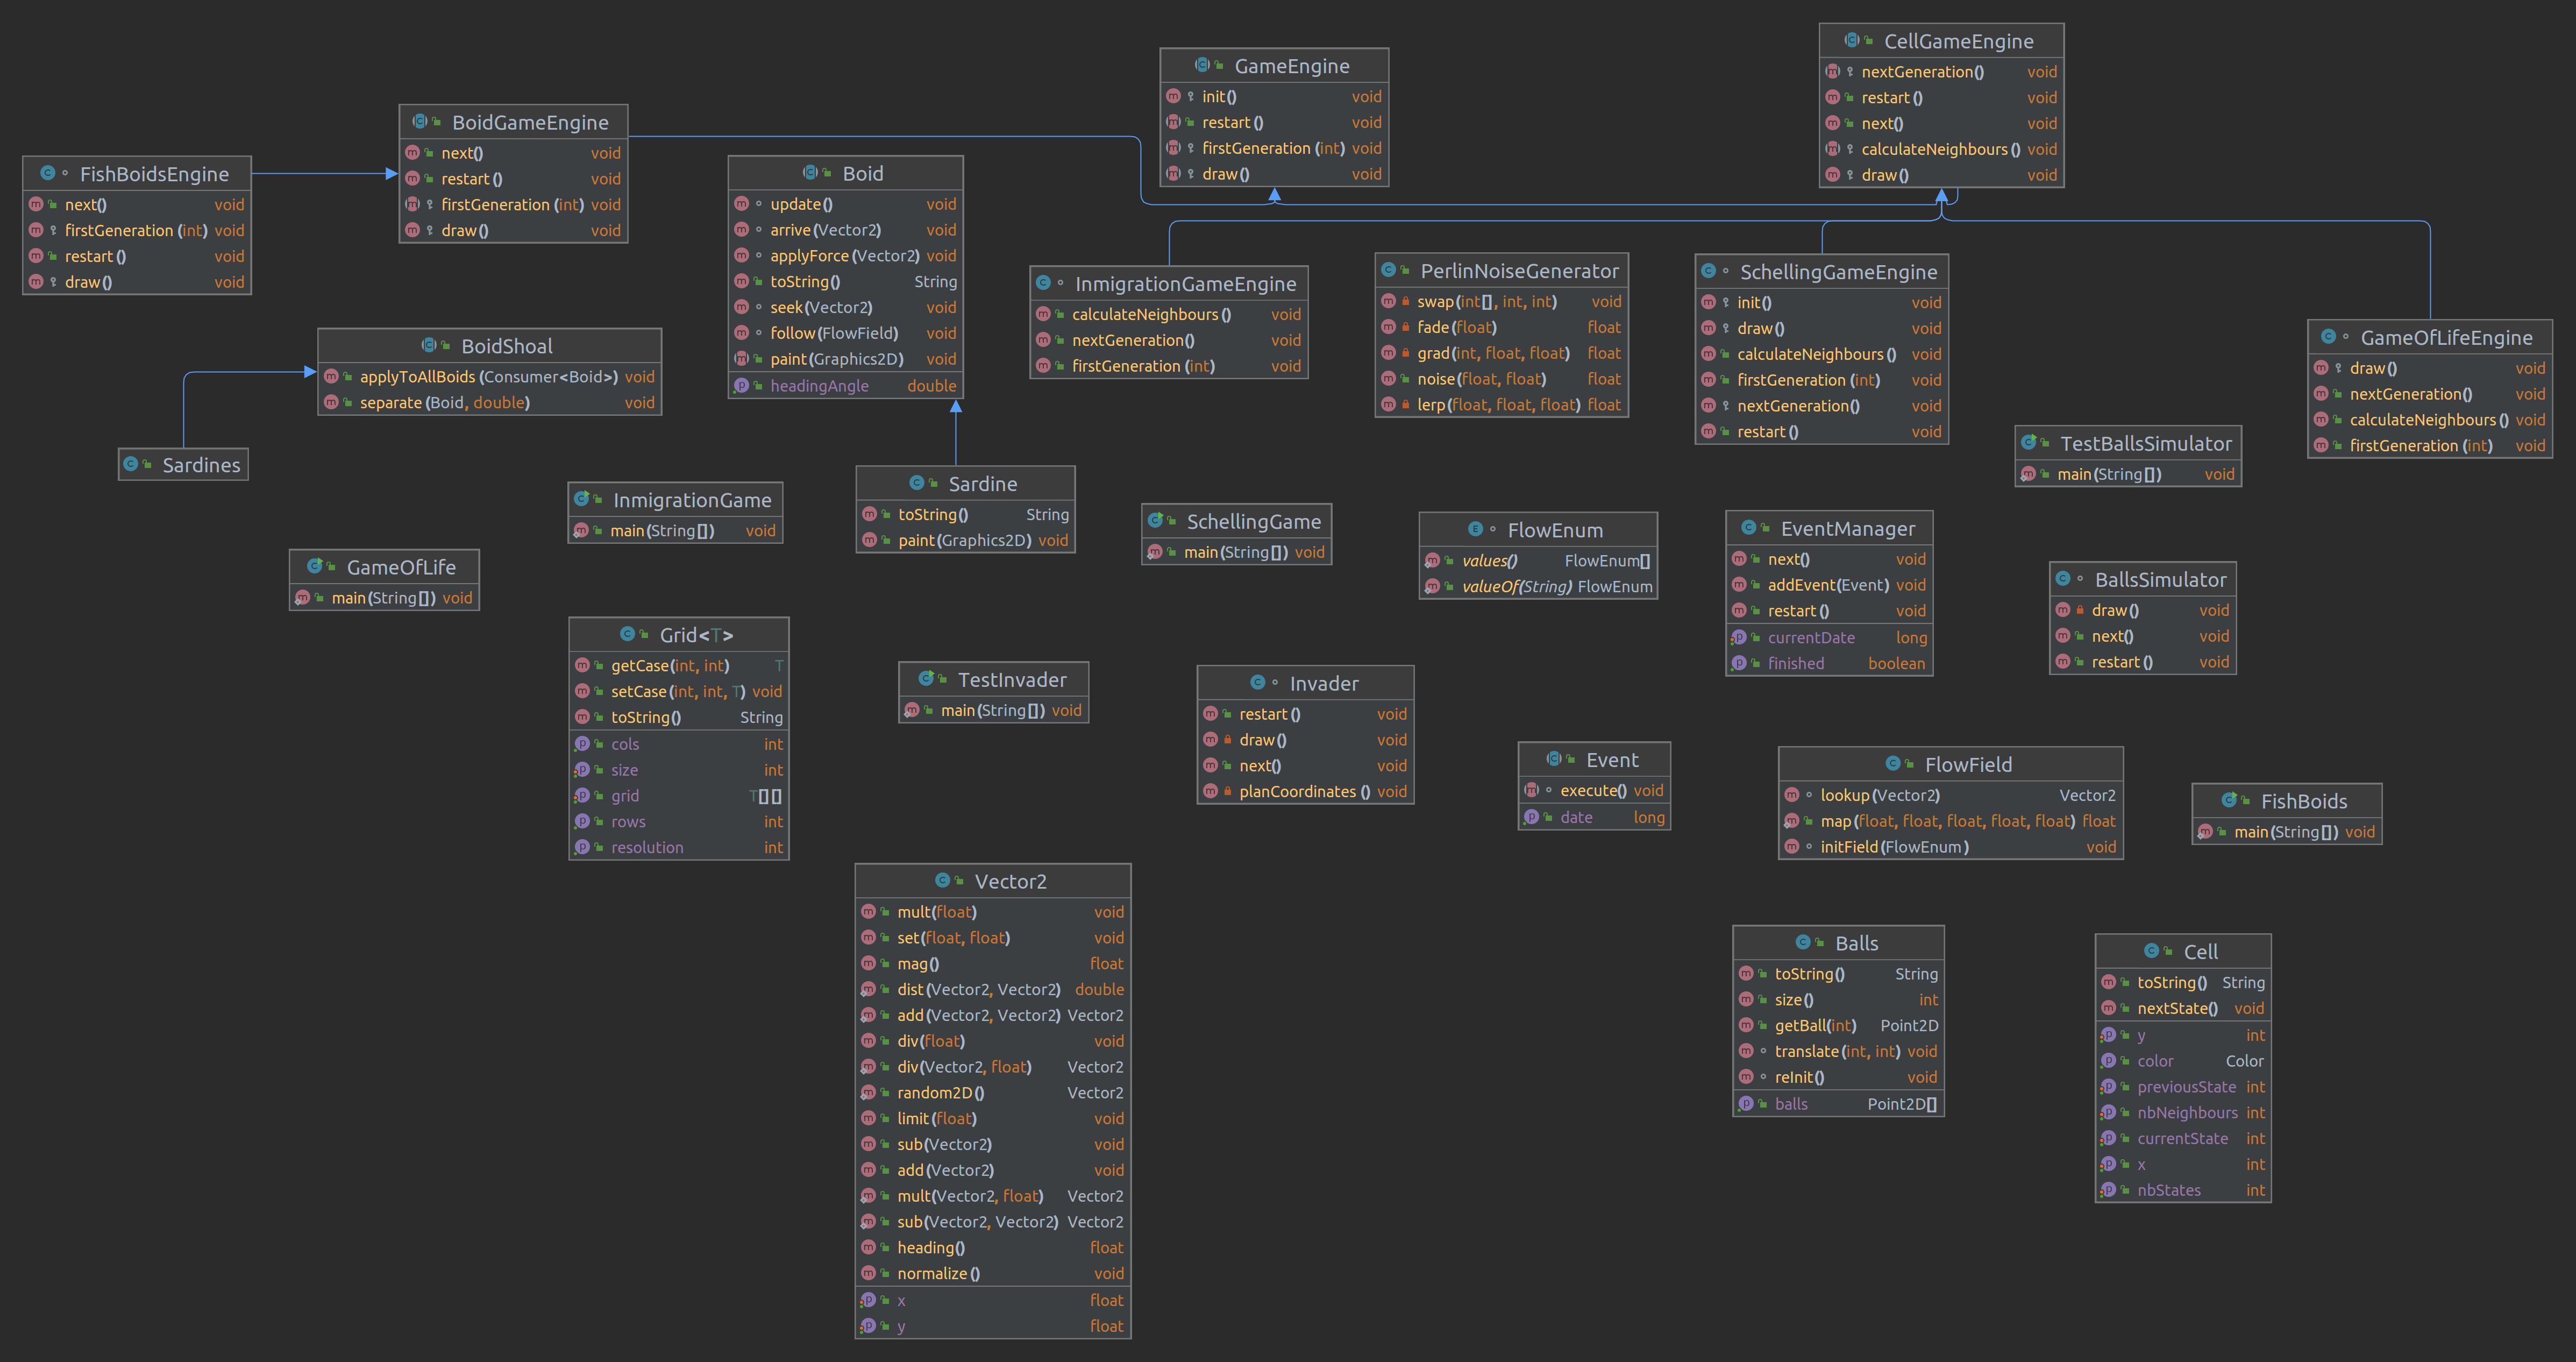 CellGameEngine
nextGeneration() void
restart() void
next() void
calculateNeighbours() void
draw() void
GameEngine
init() void
restart() void
firstGeneration(int) void
draw() void
BoidGameEngine
next() void
restart() void
firstGeneration(int) void
draw() void
FishBoidsEngine
next() void
firstGeneration(int) void
restart() void
draw() void
Boid
update() void
arrive(Vector2) void
applyForce(Vector2) void
toString() String
seek(Vector2) void
follow(FlowField) void
paint(Graphics2D) void
headingAngle double
InmigrationGameEngine
calculateNeighbours() void
nextGeneration() void
firstGeneration(int) void
PerlinNoiseGenerator
swap(int[], int, int) void
fade(float) float
grad(int, float, float) float
noise(float, float) float
lerp(float, float, float) float
SchellingGameEngine
init() void
draw() void
calculateNeighbours() void
firstGeneration(int) void
nextGeneration() void
restart() void
GameOfLifeEngine
draw() void
nextGeneration() void
calculateNeighbours() void
firstGeneration(int) void
BoidShoal
applyToAllBoids(Consumer<Boid>) void
separate(Boid, double) void
Sardines
TestBallsSimulator
main(String[]) void
InmigrationGame
main(String[]) void
Sardine
toString() String
paint(Graphics2D) void
SchellingGame
main(String[]) void
FlowEnum
values() FlowEnum[]
valueOf(String) FlowEnum
EventManager
next() void
addEvent(Event) void
restart() void
currentDate long
finished boolean
GameOfLife
main(String[]) void
BallsSimulator
draw() void
next() void
restart() void
Grid<T>
getCase(int, int) T
setCase(int, int, T) void
toString() String
cols int
size int
grid T[][]
rows int
resolution int
TestInvader
main(String[]) void
Invader
restart() void
draw() void
next() void
planCoordinates() void
Event
execute() void
date long
FlowField
lookup(Vector2) Vector2
map(float, float, float, float, float) float
initField(FlowEnum) void
FishBoids
main(String[]) void
Vector2
mult(float) void
set(float, float) void
mag() float
dist(Vector2, Vector2) double
add(Vector2, Vector2) Vector2
div(float) void
div(Vector2, float) Vector2
random2D() Vector2
limit(float) void
sub(Vector2) void
add(Vector2) void
mult(Vector2, float) Vector2
sub(Vector2, Vector2) Vector2
heading() float
normalize() void
x float
y float
Balls
toString() String
size() int
getBall(int) Point2D
translate(int, int) void
reInit() void
balls Point2D[]
Cell
toString() String
nextState() void
y int
color Color
previousState int
nbNeighbours int
currentState int
x int
nbStates int